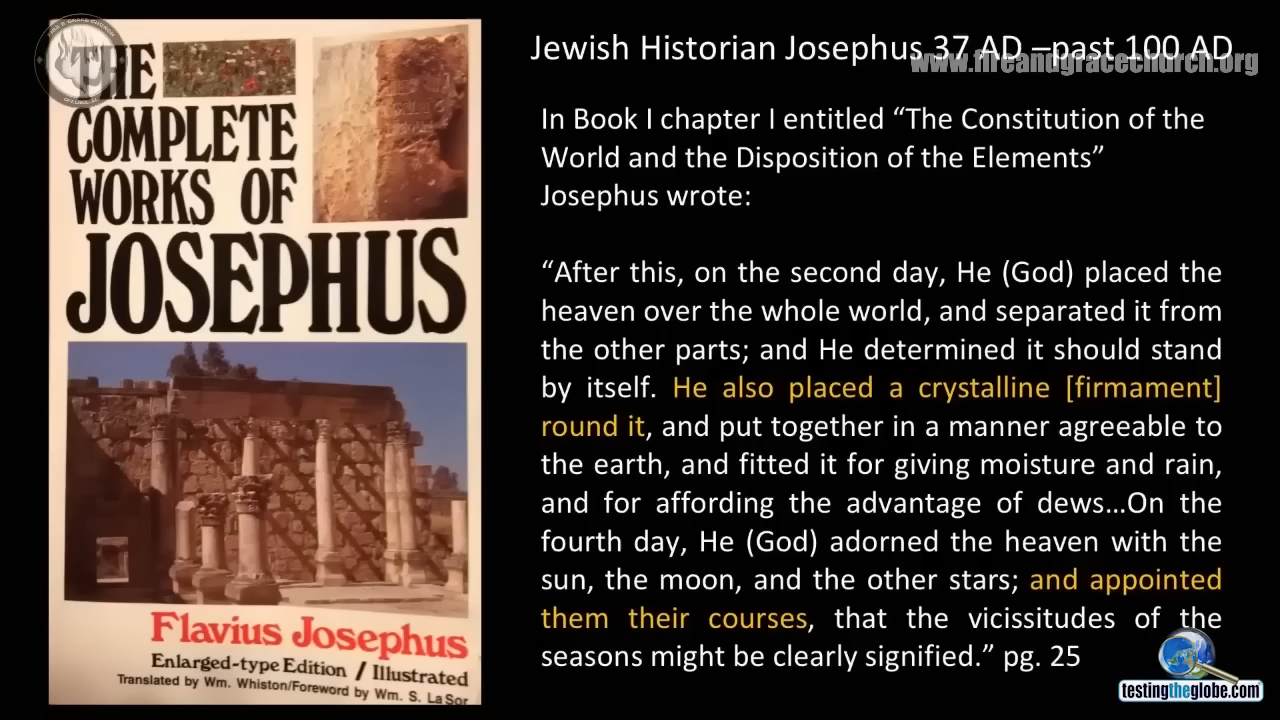 THE
COMPLETE
WORKS OF
JOSEPHUS
Flavius Josephus
Enlarged-type Edition / Illustrated
Translated by Wm. Whiston/Foreword by Wm. S. LaSor
Jewish Historian Josephus 37 AD –past 100 AD
www.fireandgracechurch.org
In Book I chapter I entitled “The Constitution of the
World and the Disposition of the Elements”
Josephus wrote:
“After this, on the second day, He (God) placed the
heaven over the whole world, and separated it from
the other parts; and He determined it should stand
by itself. He also placed a crystalline [firmament]
round it, and put together in a manner agreeable to
the earth, and fitted it for giving moisture and rain,
and for affording the advantage of dews…On the
fourth day, He (God) adorned the heaven with the
sun, the moon, and the other stars; and appointed
them their courses, that the vicissitudes of the
seasons might be clearly signified.” pg. 25
testingtheglobe.com